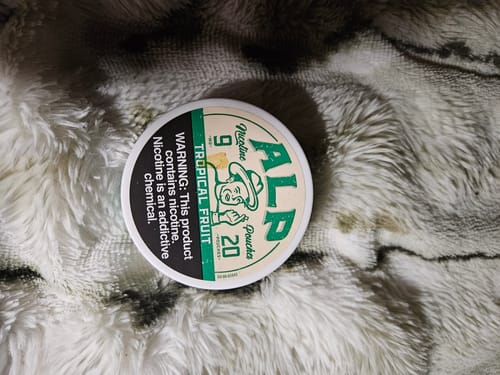 ALP
Nicotine Pouches
9 20
MG POUCHES
TROPICAL FRUIT
WARNING: This product
contains nicotine.
Nicotine is an addictive
chemical.